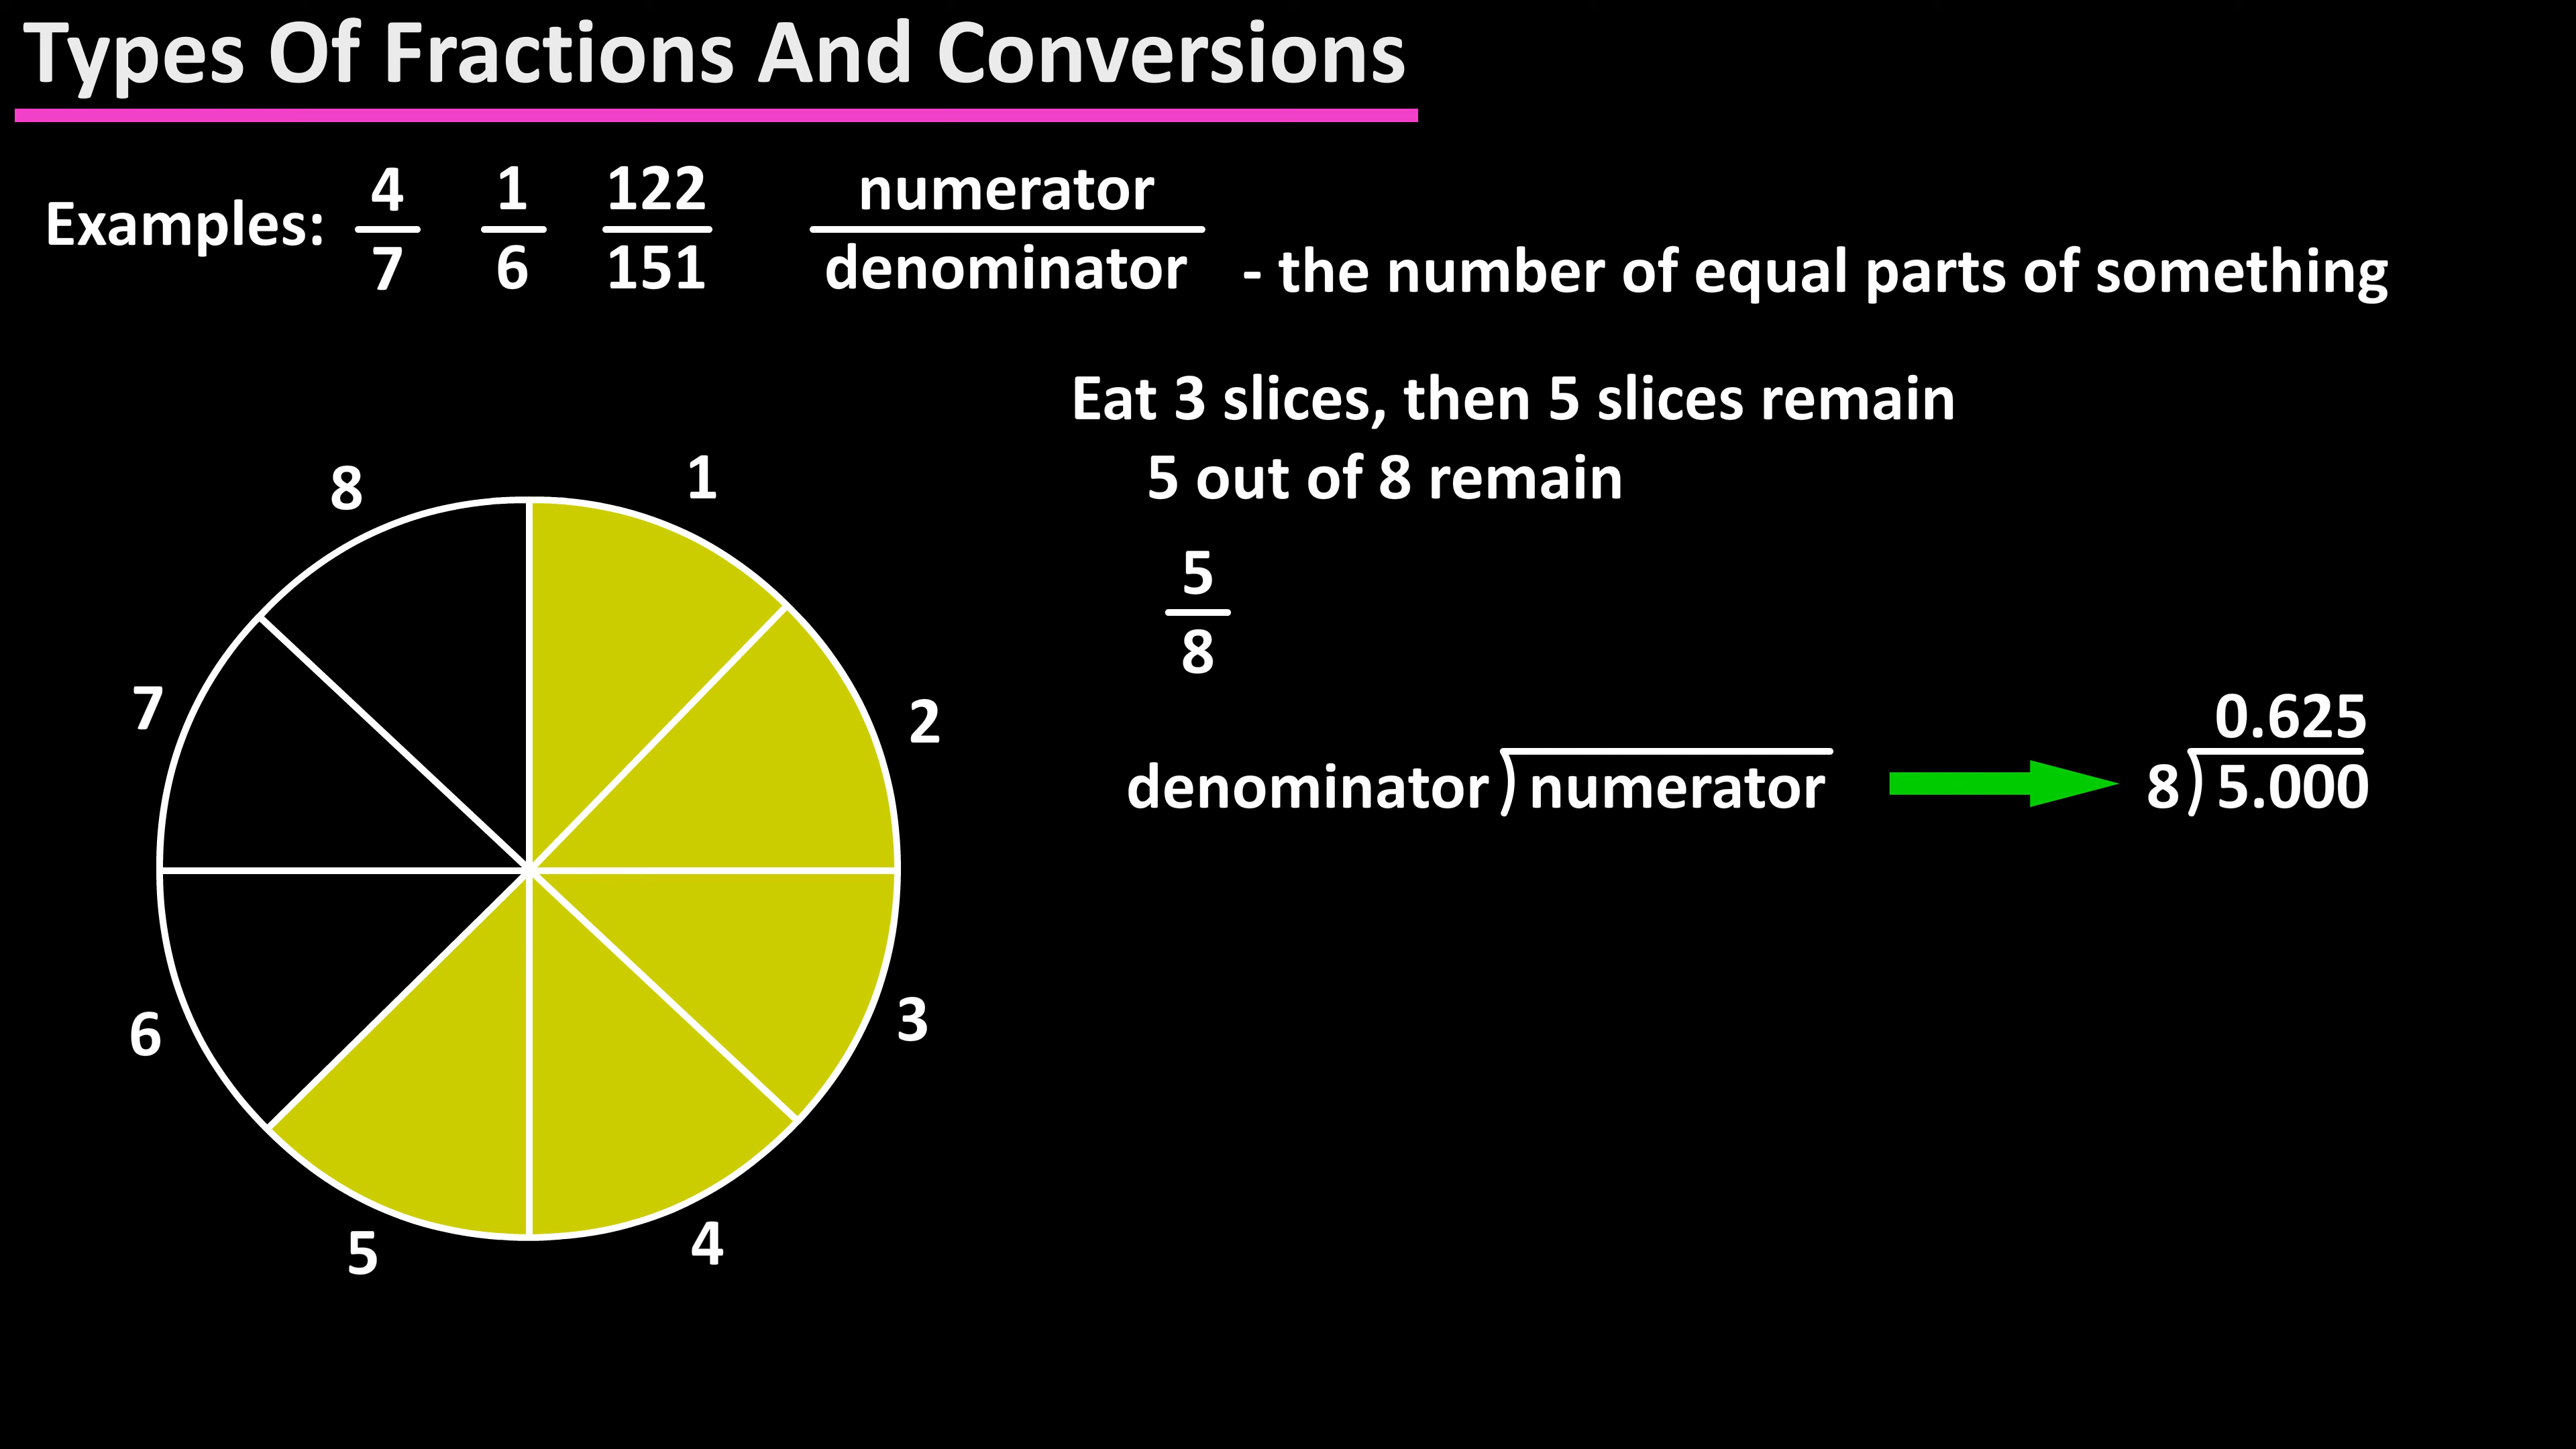 Types Of Fractions And Conversions
Examples: 4/7 1/6 122/151 numerator/denominator - the number of equal parts of something
Eat 3 slices, then 5 slices remain
5 out of 8 remain
5/8
denominator)numerator
0.625
8)5.000
8
1
7
2
6
3
5
4